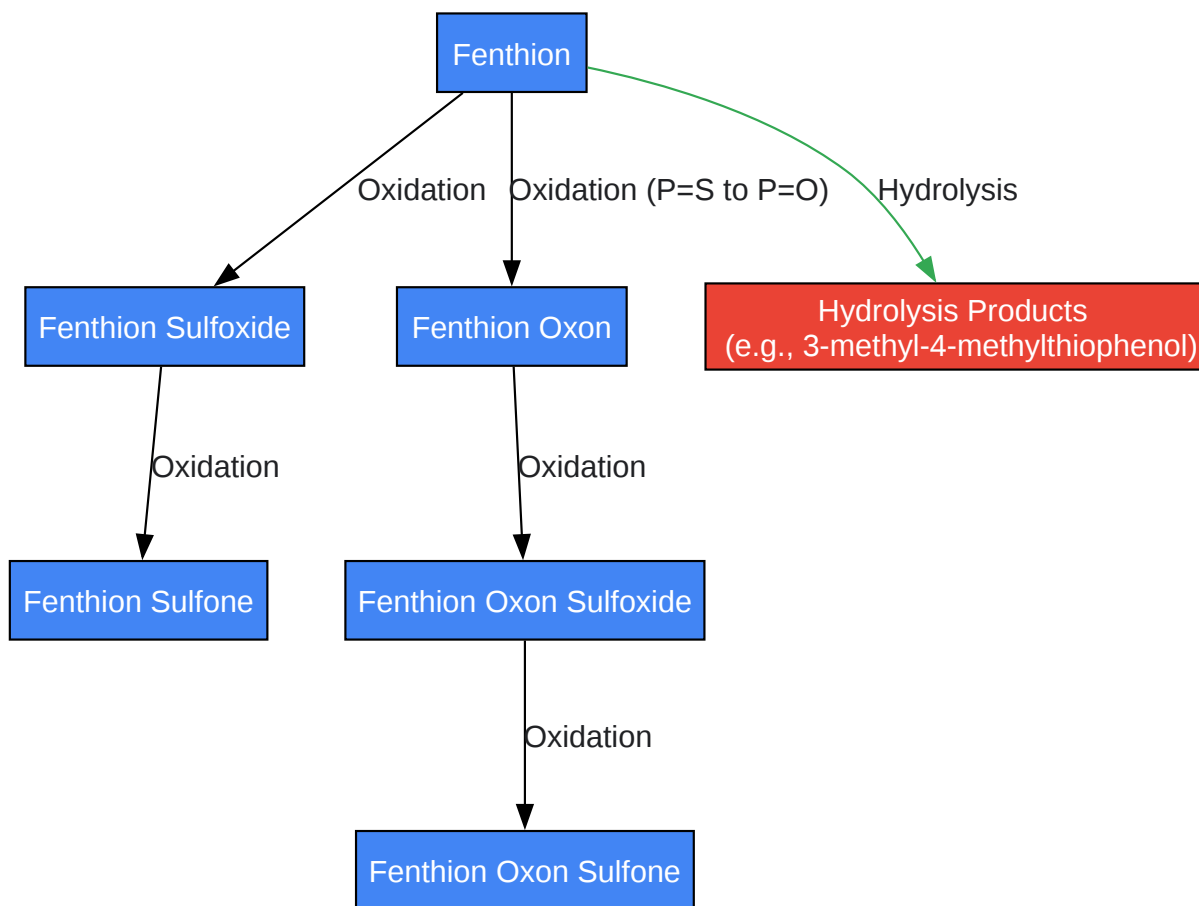 Fenthion
Oxidation
Oxidation (P=S to P=O)
Hydrolysis
Fenthion Sulfoxide
Fenthion Oxon
Hydrolysis Products
(e.g., 3-methyl-4-methylthiophenol)
Oxidation
Oxidation
Fenthion Sulfone
Fenthion Oxon Sulfoxide
Oxidation
Fenthion Oxon Sulfone